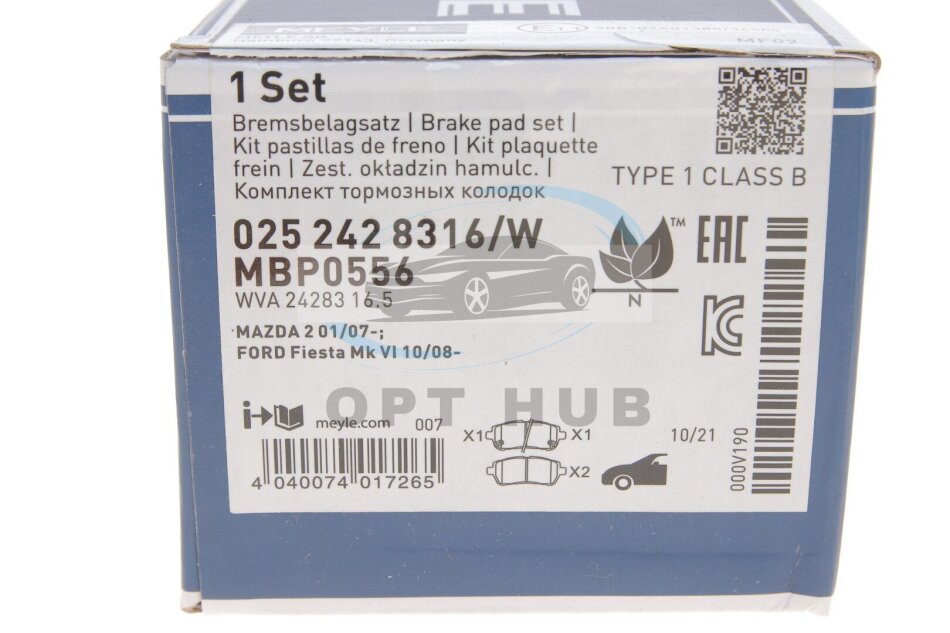 MEYLE
1 Set
Bremsbelagsatz | Brake pad set |
Kit pastillas de freno | Kit plaquette
frein | Zest. okładzin hamulc. |
Комплект тормозных колодок
TYPE 1 CLASS B
025 242 8316/W
MBP0556
WVA 24283 16.5
MAZDA 2 01/07-;
FORD Fiesta Mk VI 10/08-
TM
N
EAC
OPT HUB
meyle.com
007
X1
X1
X2
10/21
000V190
4 040074 017265